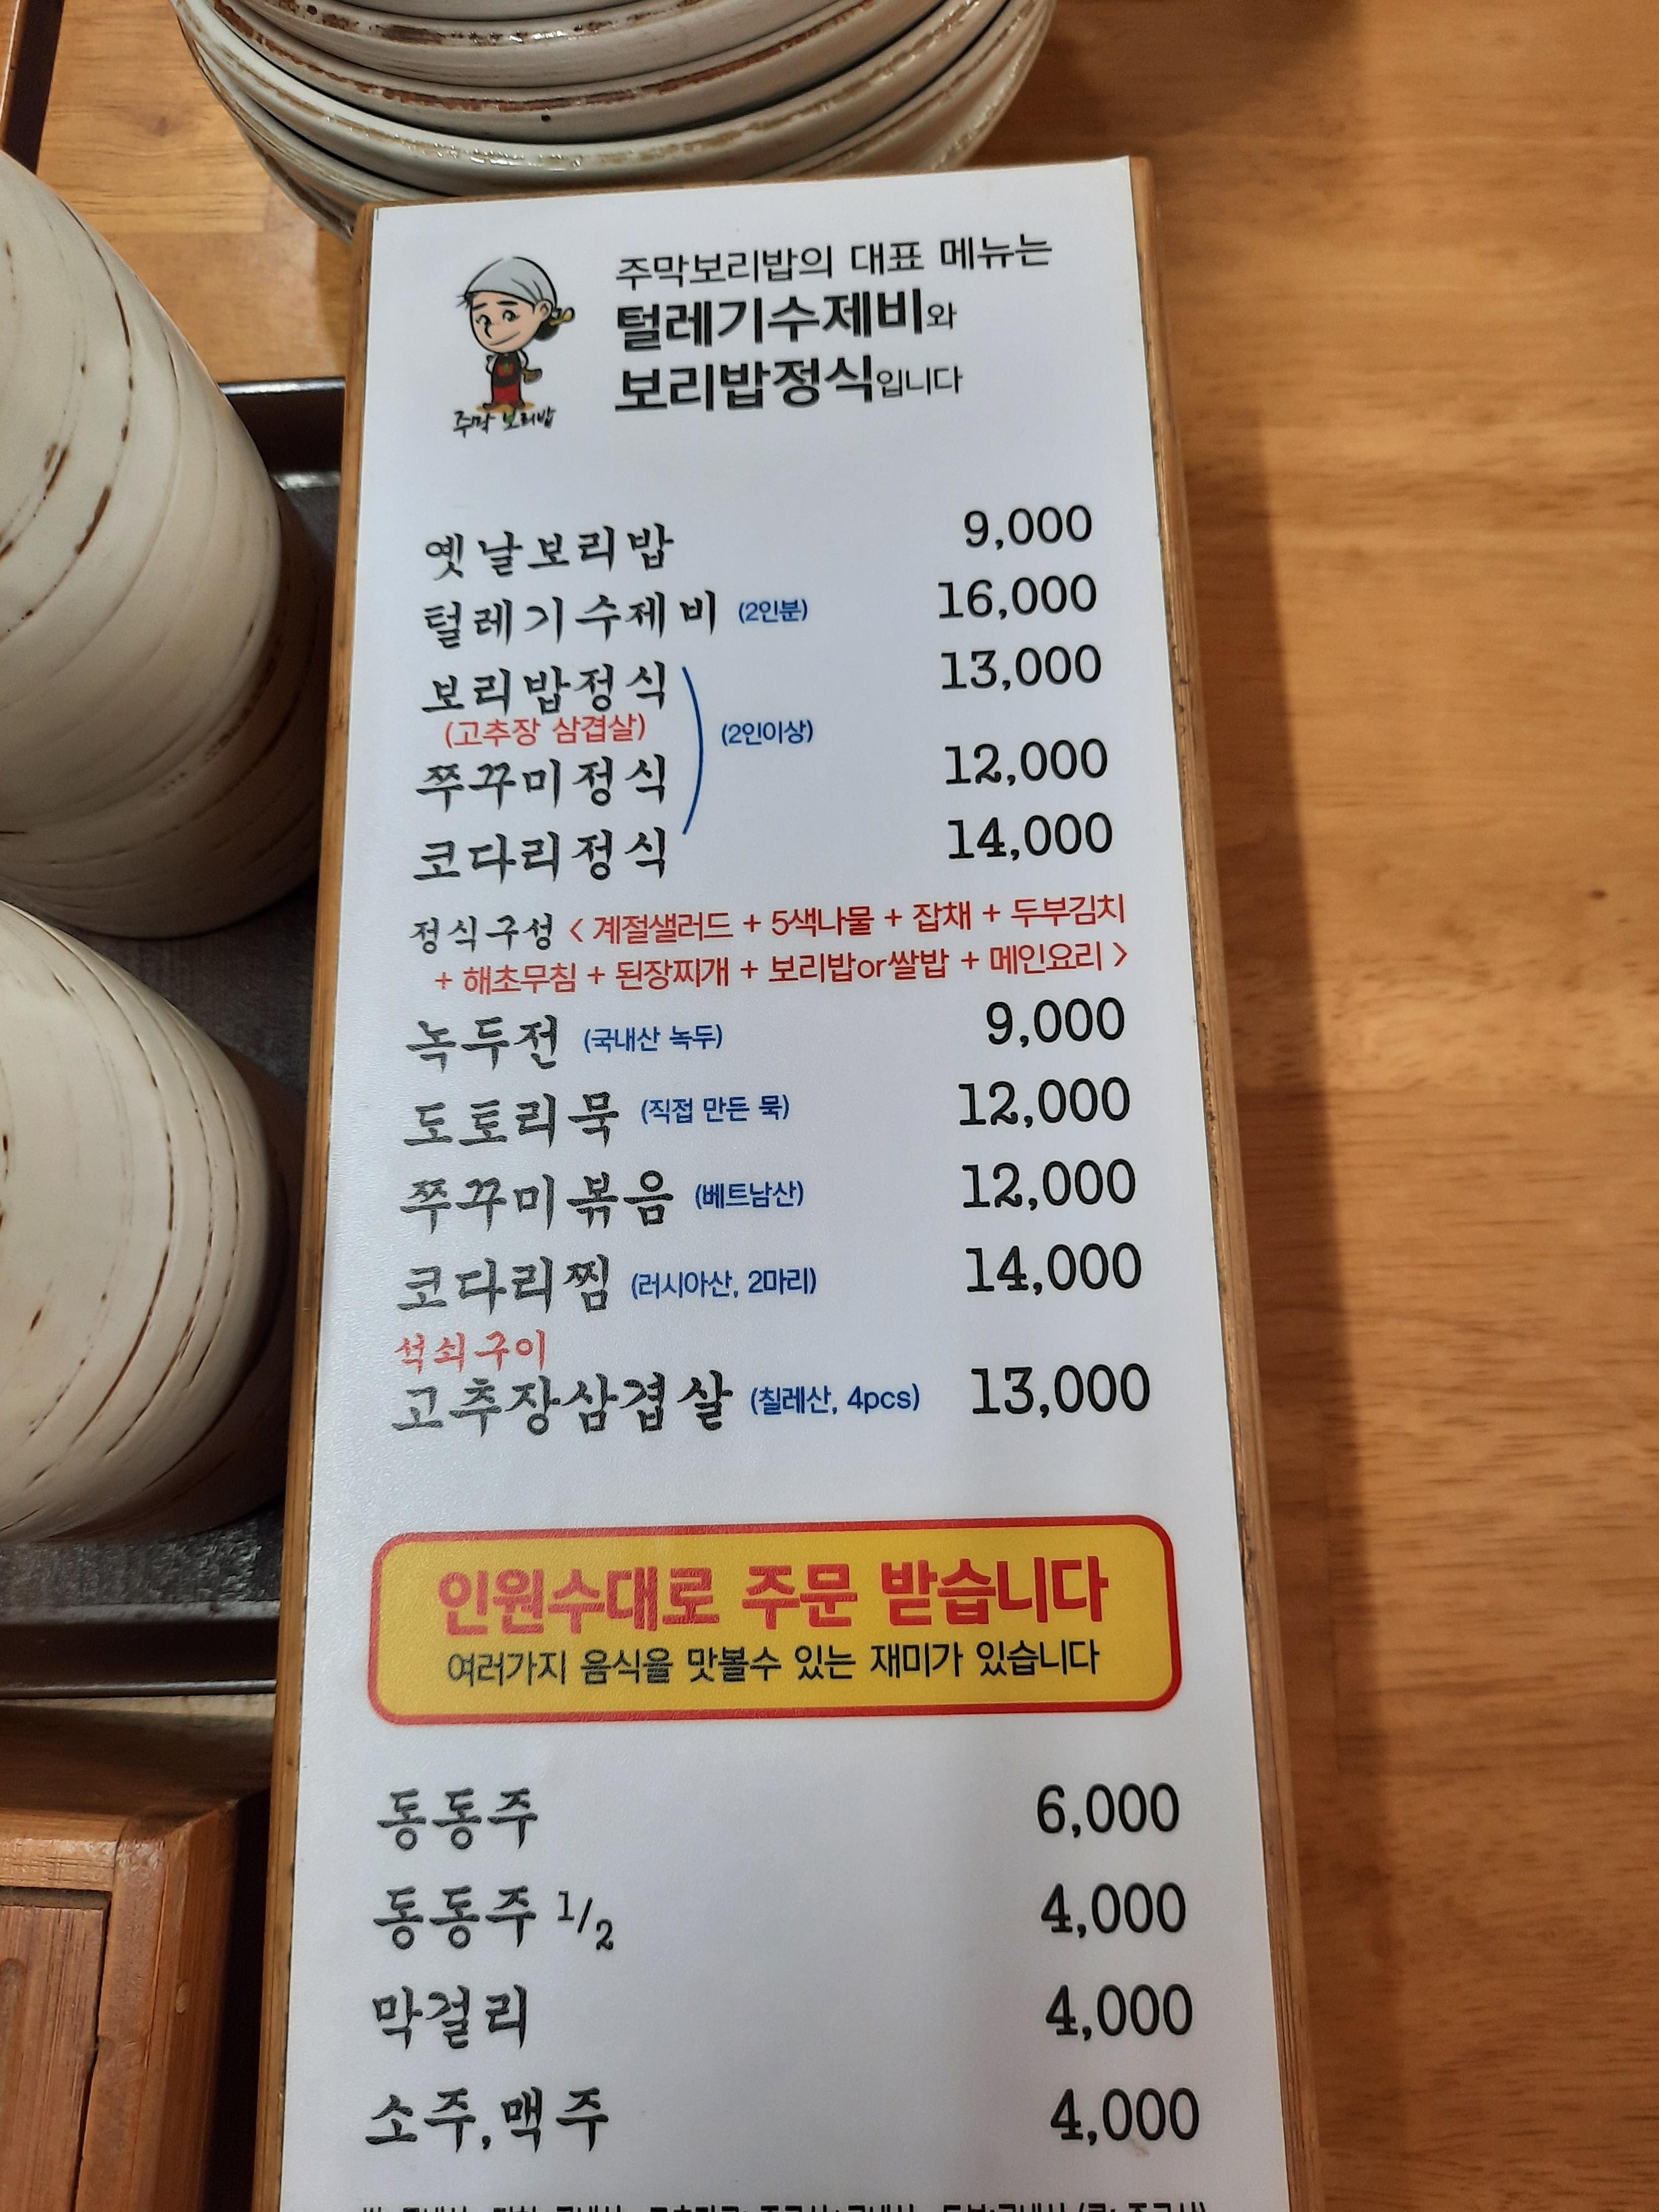 주막보리밥의 대표 메뉴는
털레기수제비와
보리밥정식입니다
주막 보리밥
옛날보리밥 9,000
털레기수제비 (2인분) 16,000
보리밥정식 13,000
(고추장 삼겹살) (2인이상)
쭈꾸미정식 12,000
코다리정식 14,000
정식구성 < 계절샐러드 + 5색나물 + 잡채 + 두부김치
+ 해초무침 + 된장찌개 + 보리밥or쌀밥 + 메인요리 >
녹두전 (국내산 녹두) 9,000
도토리묵 (직접 만든 묵) 12,000
쭈꾸미볶음 (베트남산) 12,000
코다리찜 (러시아산, 2마리) 14,000
석쇠구이
고추장삼겹살 (칠레산, 4pcs) 13,000
인원수대로 주문 받습니다
여러가지 음식을 맛볼수 있는 재미가 있습니다
동동주 6,000
동동주 1/2 4,000
막걸리 4,000
소주,맥주 4,000